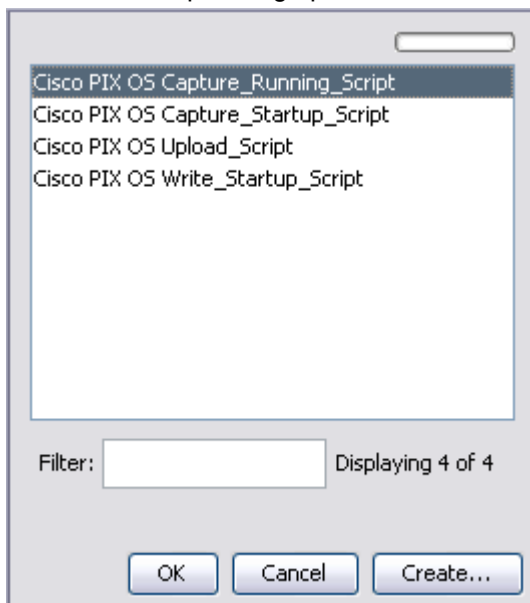 Cisco PIX OS Capture_Running_Script
Cisco PIX OS Capture_Startup_Script
Cisco PIX OS Upload_Script
Cisco PIX OS Write_Startup_Script
Filter: Displaying 4 of 4
OK Cancel Create...